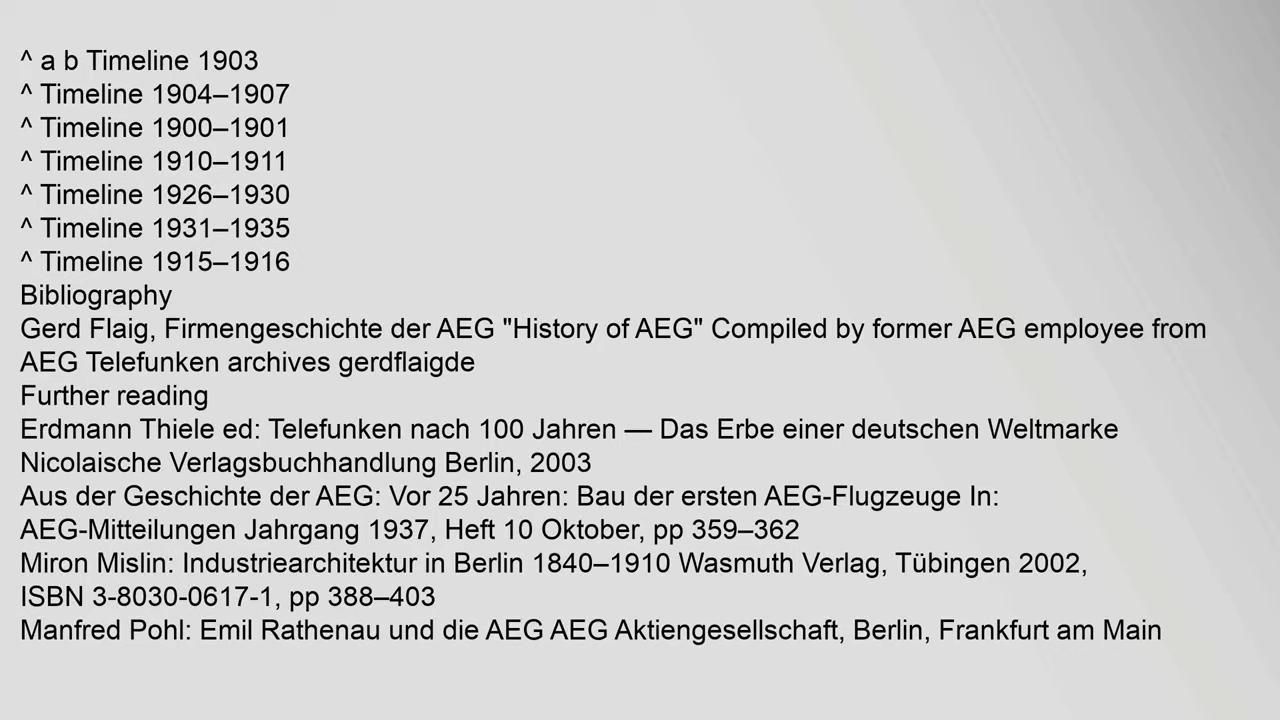 ^ a b Timeline 1903
^ Timeline 1904–1907
^ Timeline 1900–1901
^ Timeline 1910–1911
^ Timeline 1926–1930
^ Timeline 1931–1935
^ Timeline 1915–1916
Bibliography
Gerd Flaig, Firmengeschichte der AEG "History of AEG" Compiled by former AEG employee from
AEG Telefunken archives gerdflaigde
Further reading
Erdmann Thiele ed: Telefunken nach 100 Jahren — Das Erbe einer deutschen Weltmarke
Nicolaische Verlagsbuchhandlung Berlin, 2003
Aus der Geschichte der AEG: Vor 25 Jahren: Bau der ersten AEG-Flugzeuge In:
AEG-Mitteilungen Jahrgang 1937, Heft 10 Oktober, pp 359–362
Miron Mislin: Industriearchitektur in Berlin 1840–1910 Wasmuth Verlag, Tübingen 2002,
ISBN 3-8030-0617-1, pp 388–403
Manfred Pohl: Emil Rathenau und die AEG AEG Aktiengesellschaft, Berlin, Frankfurt am Main